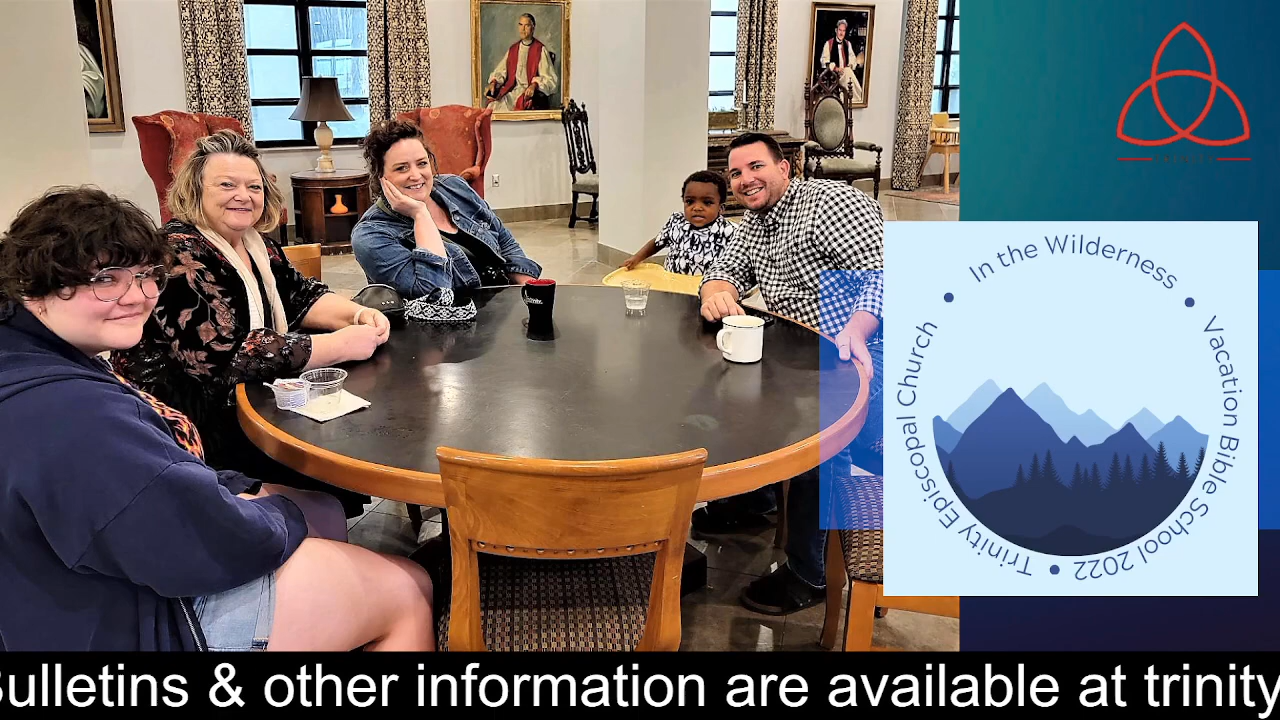 In the Wilderness
Vacation Bible School 2022
Trinity Episcopal Church
Bulletins & other information are available at trinity